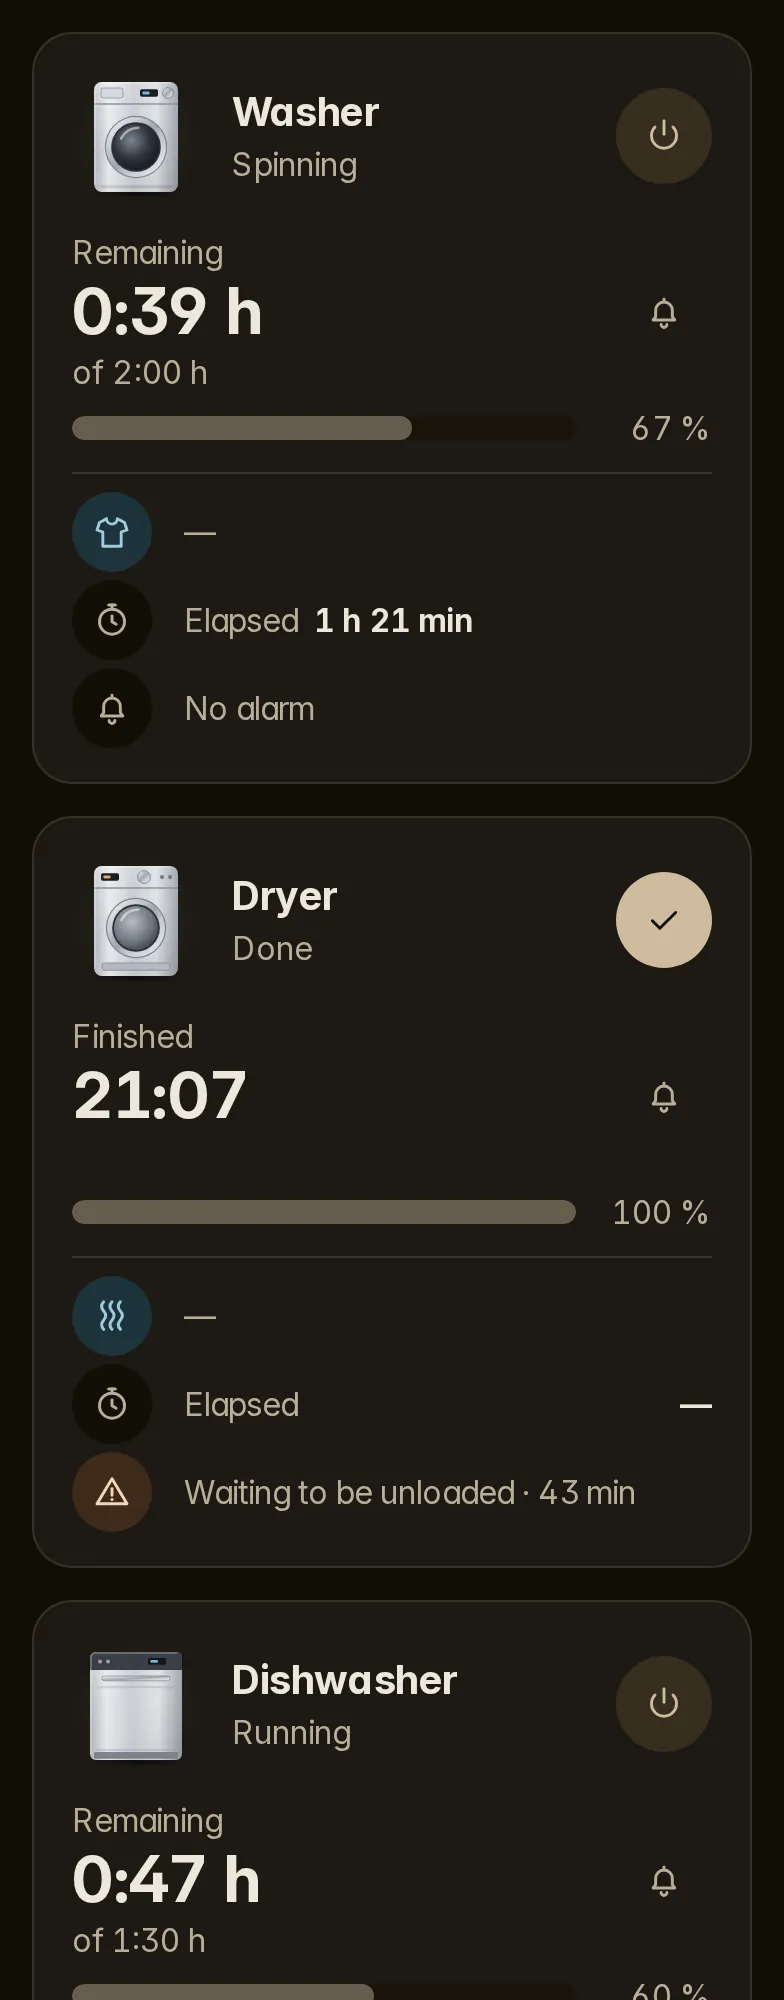 Washer
Spinning
Remaining
0:39 h
of 2:00 h
67 %
—
Elapsed 1 h 21 min
No alarm
Dryer
Done
Finished
21:07
100 %
—
Elapsed —
Waiting to be unloaded · 43 min
Dishwasher
Running
Remaining
0:47 h
of 1:30 h
60 %